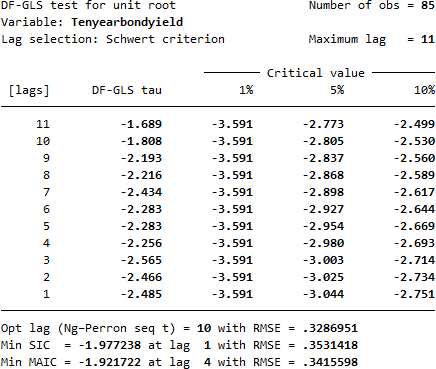 DF-GLS test for unit root Number of obs = 85
Variable: Tenyearbondyield
Lag selection: Schwert criterion Maximum lag = 11
Critical value
[lags] DF-GLS tau 1% 5% 10%
11 -1.689 -3.591 -2.773 -2.499
10 -1.808 -3.591 -2.805 -2.530
9 -2.193 -3.591 -2.837 -2.560
8 -2.216 -3.591 -2.868 -2.589
7 -2.434 -3.591 -2.898 -2.617
6 -2.283 -3.591 -2.927 -2.644
5 -2.283 -3.591 -2.954 -2.669
4 -2.256 -3.591 -2.980 -2.693
3 -2.565 -3.591 -3.003 -2.714
2 -2.466 -3.591 -3.025 -2.734
1 -2.485 -3.591 -3.044 -2.751
Opt lag (Ng–Perron seq t) = 10 with RMSE = .3286951
Min SIC = -1.977238 at lag 1 with RMSE = .3531418
Min MAIC = -1.921722 at lag 4 with RMSE = .3415598